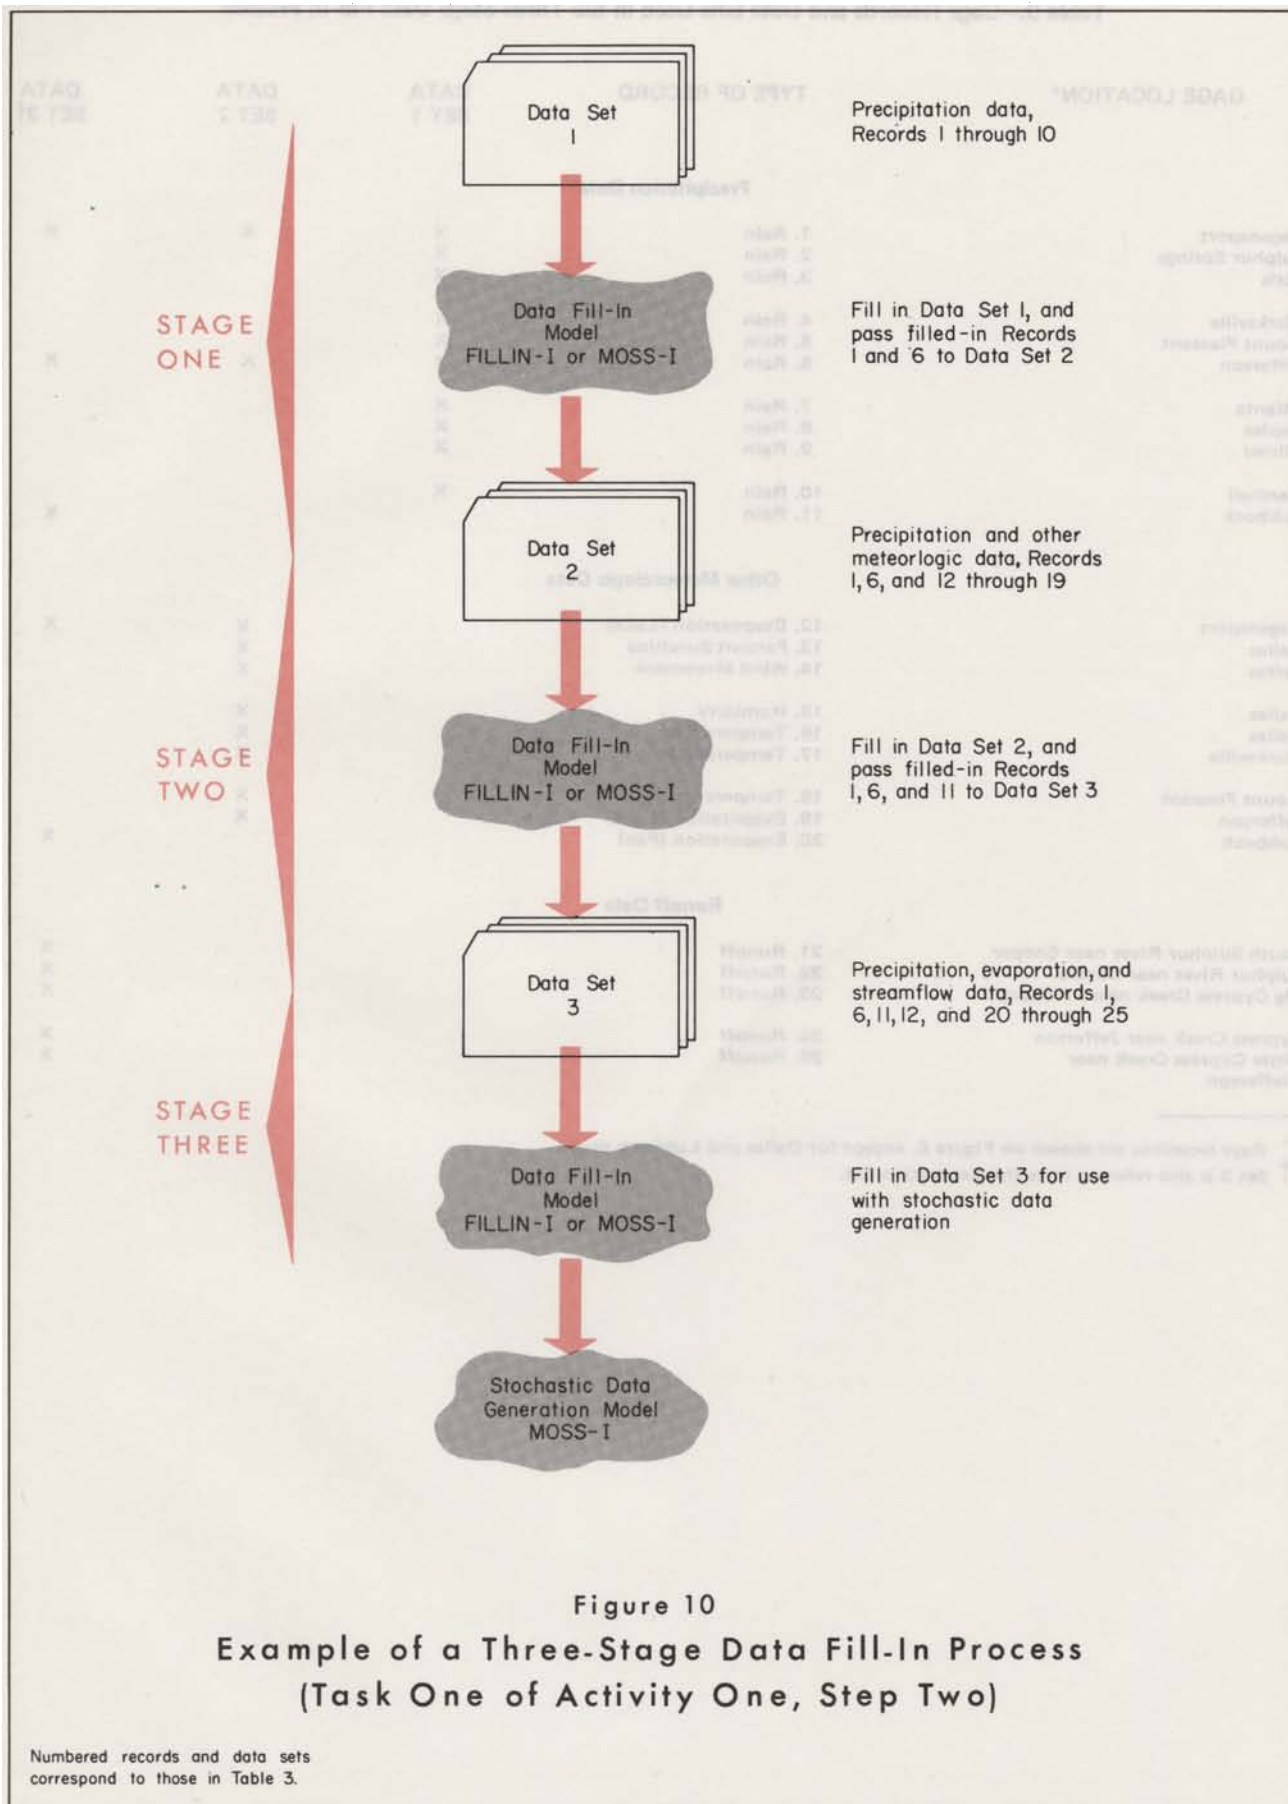 Data Set
1
Precipitation data,
Records 1 through 10
STAGE
ONE
Data Fill-In
Model
FILLIN-I or MOSS-I
Fill in Data Set 1, and
pass filled-in Records
1 and 6 to Data Set 2
Data Set
2
Precipitation and other
meteorlogic data, Records
1, 6, and 12 through 19
STAGE
TWO
Data Fill-In
Model
FILLIN-I or MOSS-I
Fill in Data Set 2, and
pass filled-in Records
1, 6, and 11 to Data Set 3
Data Set
3
Precipitation, evaporation, and
streamflow data, Records 1,
6, 11, 12, and 20 through 25
STAGE
THREE
Data Fill-In
Model
FILLIN-I or MOSS-I
Fill in Data Set 3 for use
with stochastic data
generation
Stochastic Data
Generation Model
MOSS-I
Figure 10
Example of a Three-Stage Data Fill-In Process
(Task One of Activity One, Step Two)
Numbered records and data sets
correspond to those in Table 3.